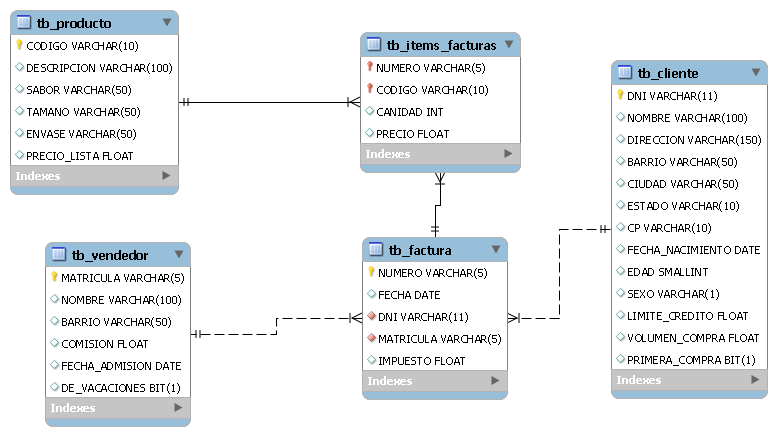 tb_producto
CODIGO VARCHAR(10)
DESCRIPCION VARCHAR(100)
SABOR VARCHAR(50)
TAMANO VARCHAR(50)
ENVASE VARCHAR(50)
PRECIO_LISTA FLOAT
Indexes
tb_items_facturas
NUMERO VARCHAR(5)
CODIGO VARCHAR(10)
CANIDAD INT
PRECIO FLOAT
Indexes
tb_cliente
DNI VARCHAR(11)
NOMBRE VARCHAR(100)
DIRECCION VARCHAR(150)
BARRIO VARCHAR(50)
CIUDAD VARCHAR(50)
ESTADO VARCHAR(10)
CP VARCHAR(10)
FECHA_NACIMIENTO DATE
EDAD SMALLINT
SEXO VARCHAR(1)
LIMITE_CREDITO FLOAT
VOLUMEN_COMPRA FLOAT
PRIMERA_COMPRA BIT(1)
Indexes
tb_vendedor
MATRICULA VARCHAR(5)
NOMBRE VARCHAR(100)
BARRIO VARCHAR(50)
COMISION FLOAT
FECHA_ADMISION DATE
DE_VACACIONES BIT(1)
Indexes
tb_factura
NUMERO VARCHAR(5)
FECHA DATE
DNI VARCHAR(11)
MATRICULA VARCHAR(5)
IMPUESTO FLOAT
Indexes